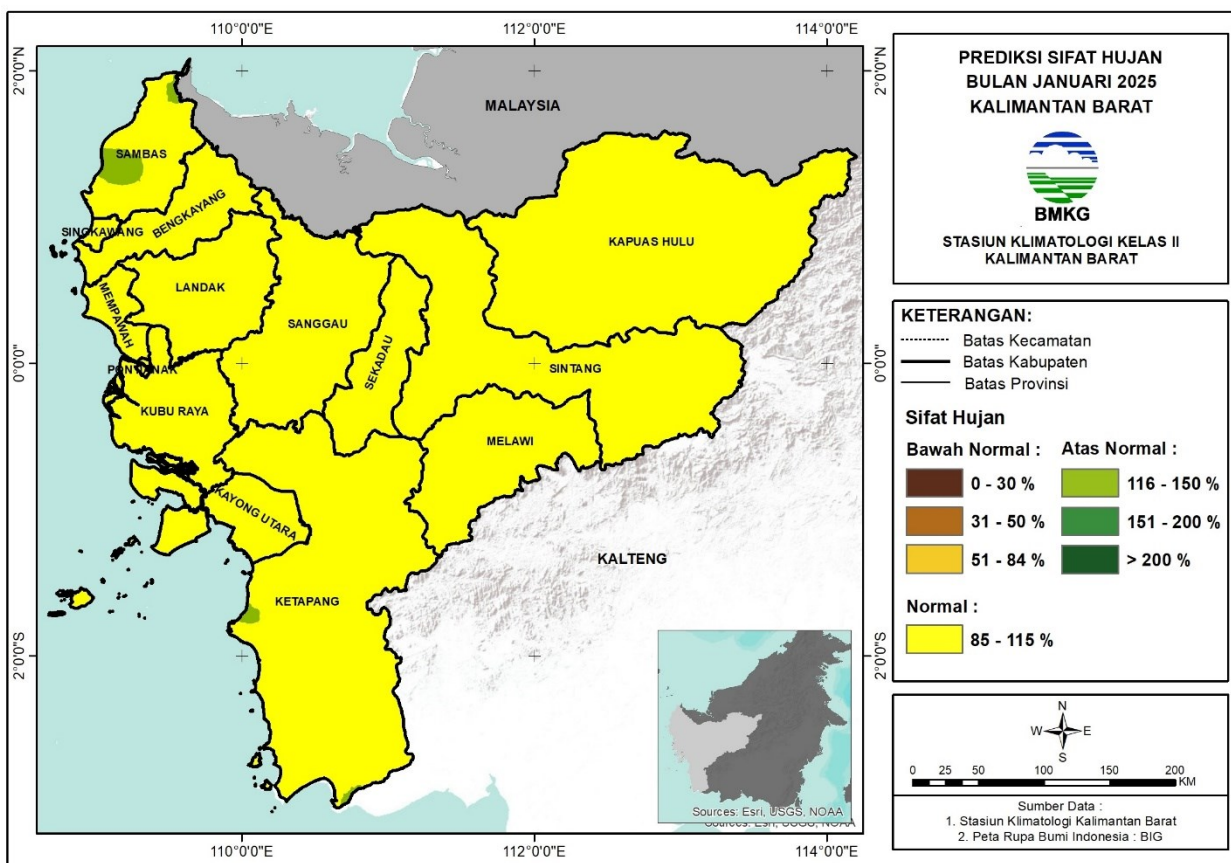 110°0'0"E
112°0'0"E
114°0'0"E
2°0'0"N
0°0'0"
2°0'0"S
MALAYSIA
SAMBAS
SINGKAWANG
BENGKAYANG
KAPUAS HULU
LANDAK
MEMPAWAH
SANGGAU
SEKADAU
SINTANG
PONTIANAK
KUBU RAYA
MELAWI
KAYONG UTARA
KALTENG
KETAPANG
Sources: Esri, USGS, NOAA
Sources: Esri, USGS, NOAA
2°0'0"N
0°0'0"
2°0'0"S
110°0'0"E
112°0'0"E
114°0'0"E
PREDIKSI SIFAT HUJAN
BULAN JANUARI 2025
KALIMANTAN BARAT
BMKG
STASIUN KLIMATOLOGI KELAS II
KALIMANTAN BARAT
KETERANGAN:
Batas Kecamatan
Batas Kabupaten
Batas Provinsi
Sifat Hujan
Bawah Normal :
0 - 30 %
31 - 50 %
51 - 84 %
Atas Normal :
116 - 150 %
151 - 200 %
> 200 %
Normal :
85 - 115 %
N
W E
S
0 50 100 150 200
KM
Sumber Data :
1. Stasiun Klimatologi Kalimantan Barat
2. Peta Rupa Bumi Indonesia : BIG